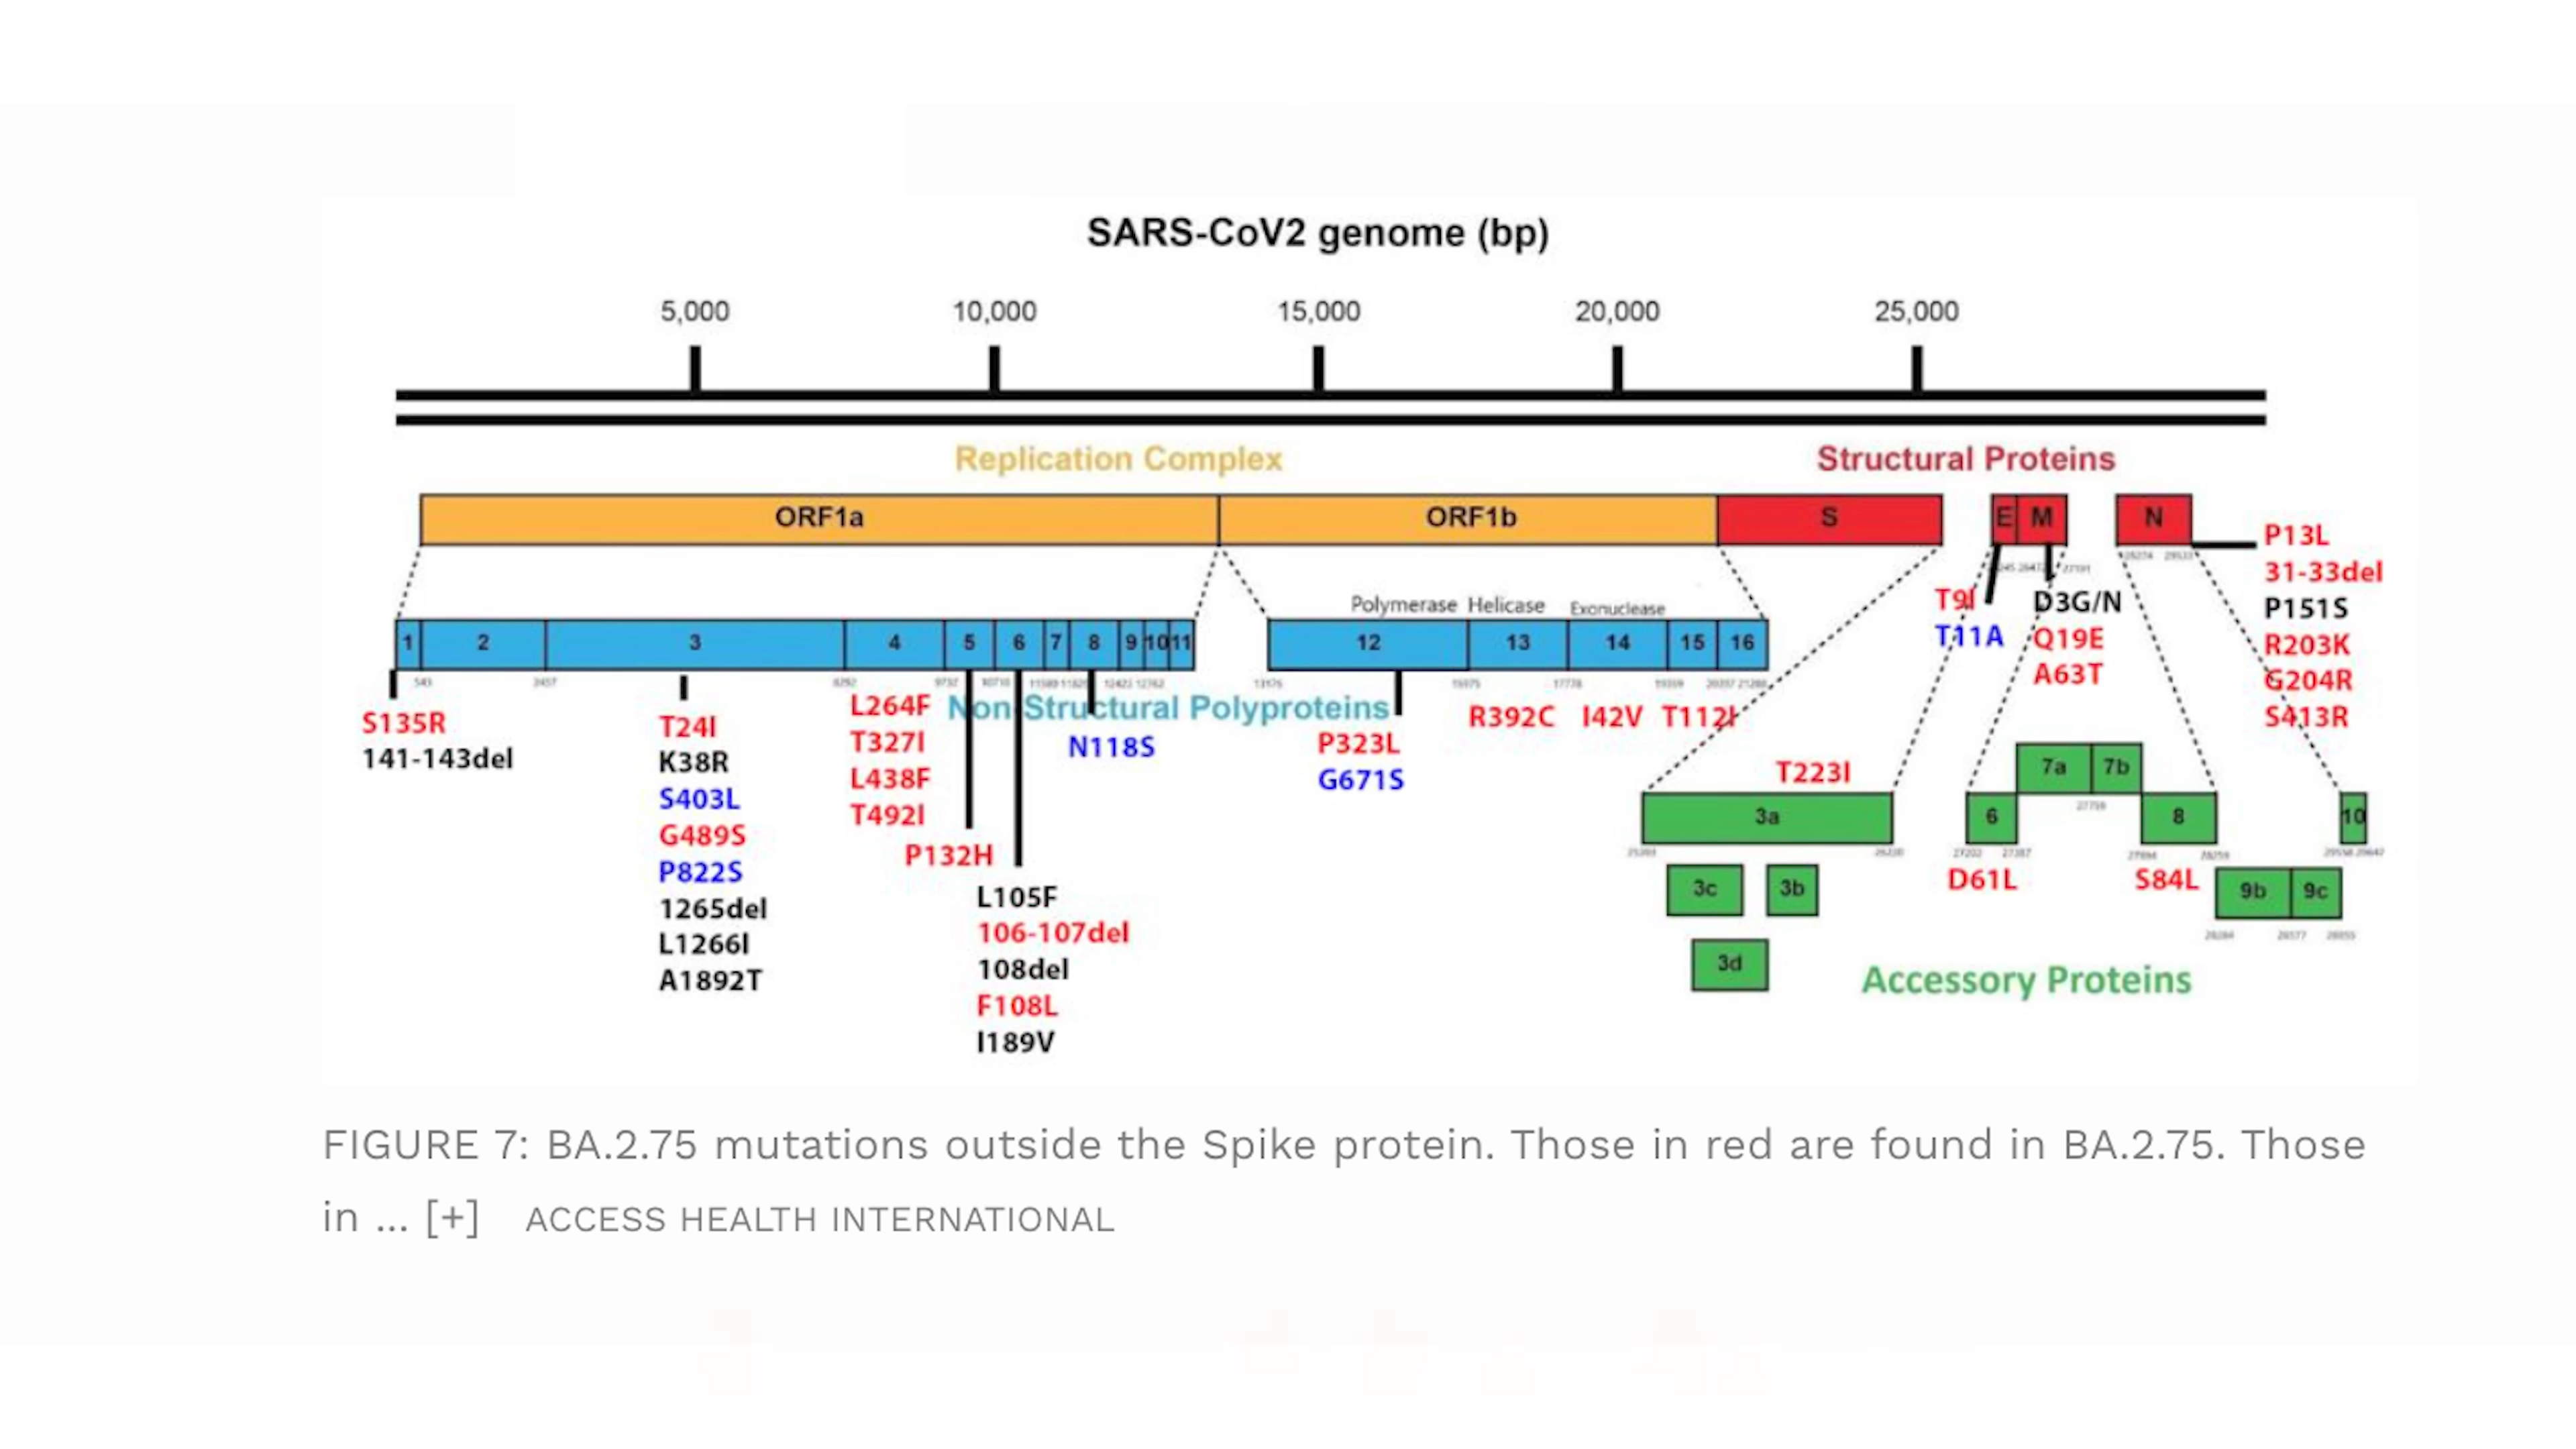 SARS-CoV2 genome (bp)
5,000 10,000 15,000 20,000 25,000
Replication Complex Structural Proteins
ORF1a ORF1b S E M N
P13L
31-33del
P151S
R203K
G204R
S413R
T9I
T11A
D3G/N
Q19E
A63T
Polymerase Helicase Exonuclease
1 2 3 4 5 6 7 8 9 10 11 12 13 14 15 16
Non-Structural Polyproteins
S135R
141-143del
T24I
K38R
S403L
G489S
P822S
1265del
L1266I
A1892T
L264F
T327I
L438F
T492I
P132H
L105F
106-107del
108del
F108L
I189V
N118S
P323L
G671S
R392C I42V T112I
T223I
3a
3c 3b
3d
7a 7b
6 8 10
D61L S84L
9b 9c
Accessory Proteins
FIGURE 7: BA.2.75 mutations outside the Spike protein. Those in red are found in BA.2.75. Those
in ... [+] ACCESS HEALTH INTERNATIONAL